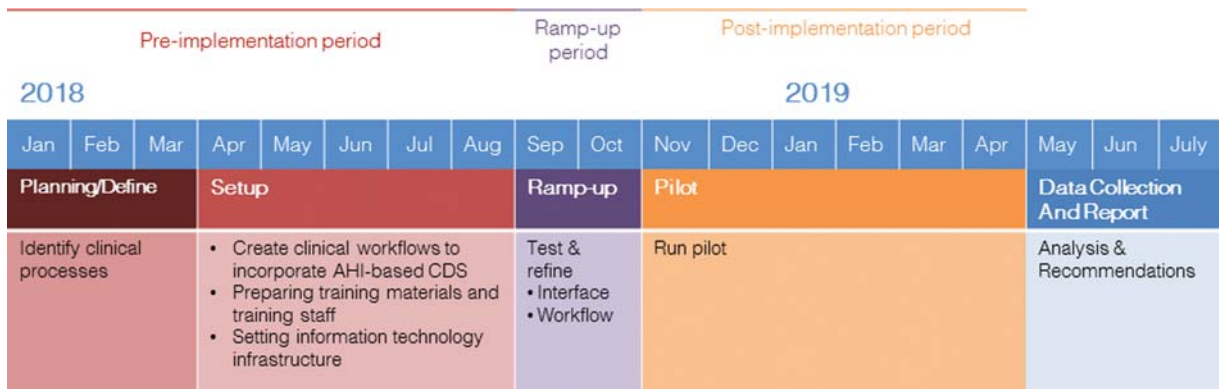 Pre-implementation period
Ramp-up
period
Post-implementation period
2018
2019
Jan Feb Mar Apr May Jun Jul Aug Sep Oct Nov Dec Jan Feb Mar Apr May Jun July
Planning/Define
Setup
Ramp-up
Pilot
Data Collection
And Report
Identify clinical
processes
• Create clinical workflows to
incorporate AHI-based CDS
• Preparing training materials and
training staff
• Setting information technology
infrastructure
Test &
refine
• Interface
• Workflow
Run pilot
Analysis &
Recommendations